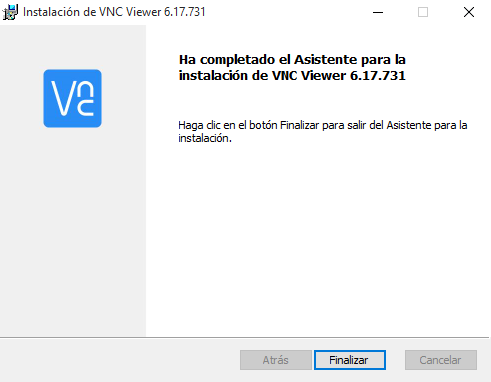 Instalación de VNC Viewer 6.17.731
Ha completado el Asistente para la
instalación de VNC Viewer 6.17.731
Vnc
Haga clic en el botón Finalizar para salir del Asistente para la
instalación.
Atrás
Finalizar
Cancelar